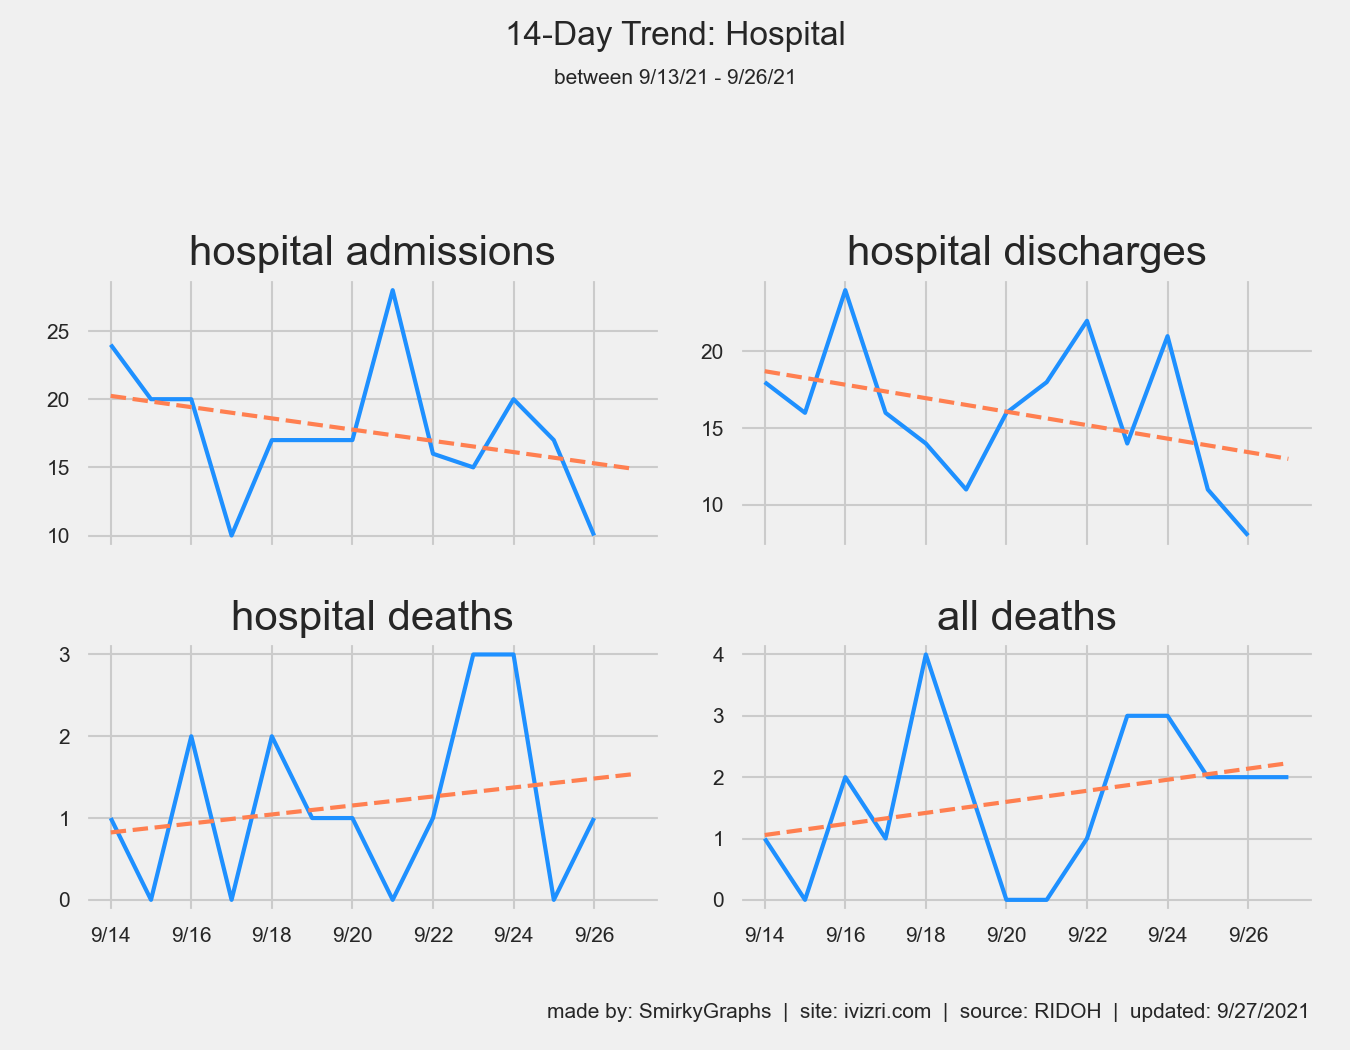 14-Day Trend: Hospital
between 9/13/21 - 9/26/21
hospital admissions
25
20
15
10
hospital discharges
20
15
10
hospital deaths
3
2
1
0
9/14 9/16 9/18 9/20 9/22 9/24 9/26
all deaths
4
3
2
1
0
9/14 9/16 9/18 9/20 9/22 9/24 9/26
made by: SmirkyGraphs | site: ivizri.com | source: RIDOH | updated: 9/27/2021